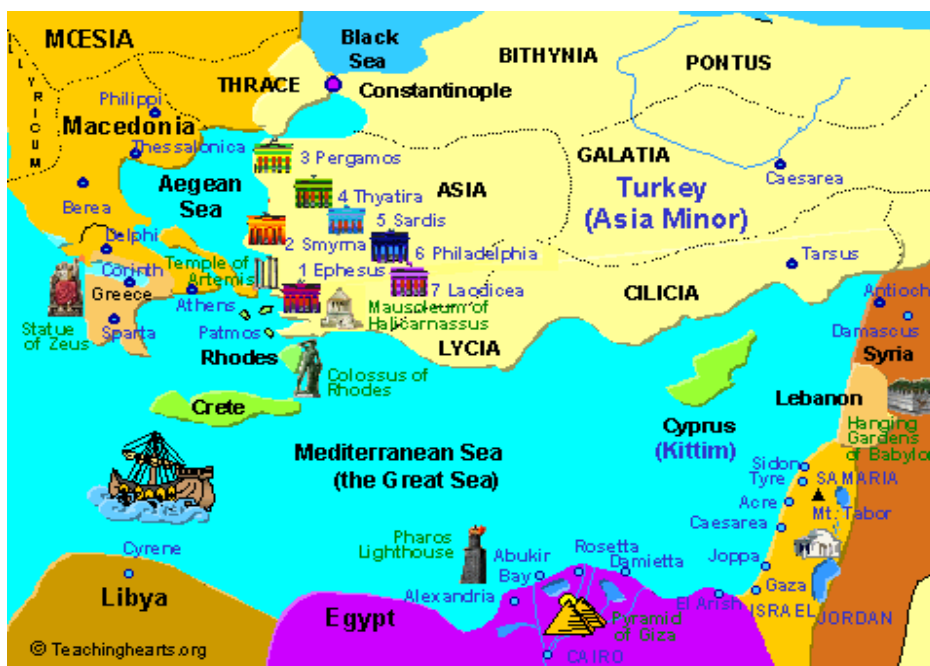 MŒSIA
ILLYRICUM
Black
Sea
BITHYNIA
PONTUS
THRACE
Constantinople
Philippi
Macedonia
Thessalonica
3 Pergamos
GALATIA
Caesarea
Aegean
Sea
4 Thyatira
ASIA
Turkey
(Asia Minor)
Berea
5 Sardis
2 Smyrna
6 Philadelphia
Delphi
Corinth
Temple of
Artemis
1 Ephesus
7 Laodicea
Tarsus
Greece
Athens
CILICIA
Antioch
Mausoleum of
Halicarnassus
Statue
of Zeus
Sparta
Patmos
Damascus
Rhodes
LYCIA
Syria
Colossus of
Rhodes
Crete
Lebanon
Cyprus
(Kittim)
Hanging
Gardens
of Babylon
Mediterranean Sea
(the Great Sea)
Sidon
Tyre
SAMARIA
Acre
Mt. Tabor
Caesarea
Pharos
Lighthouse
Cyrene
Abukir
Bay
Rosetta
Damietta
Joppa
Gaza
Libya
Alexandria
El Arish
ISRAEL
JORDAN
Egypt
Pyramid
of Giza
CAIRO
© Teachinghearts.org